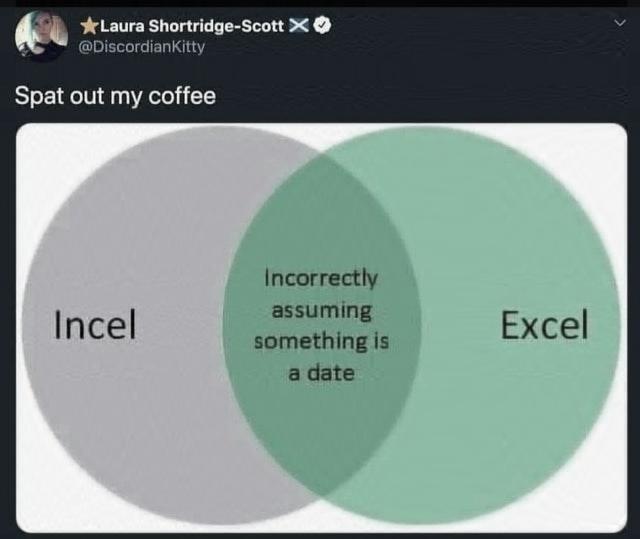 ⭐Laura Shortridge-Scott
@DiscordianKitty
Spat out my coffee
Incel
Incorrectly
assuming
something is
a date
Excel